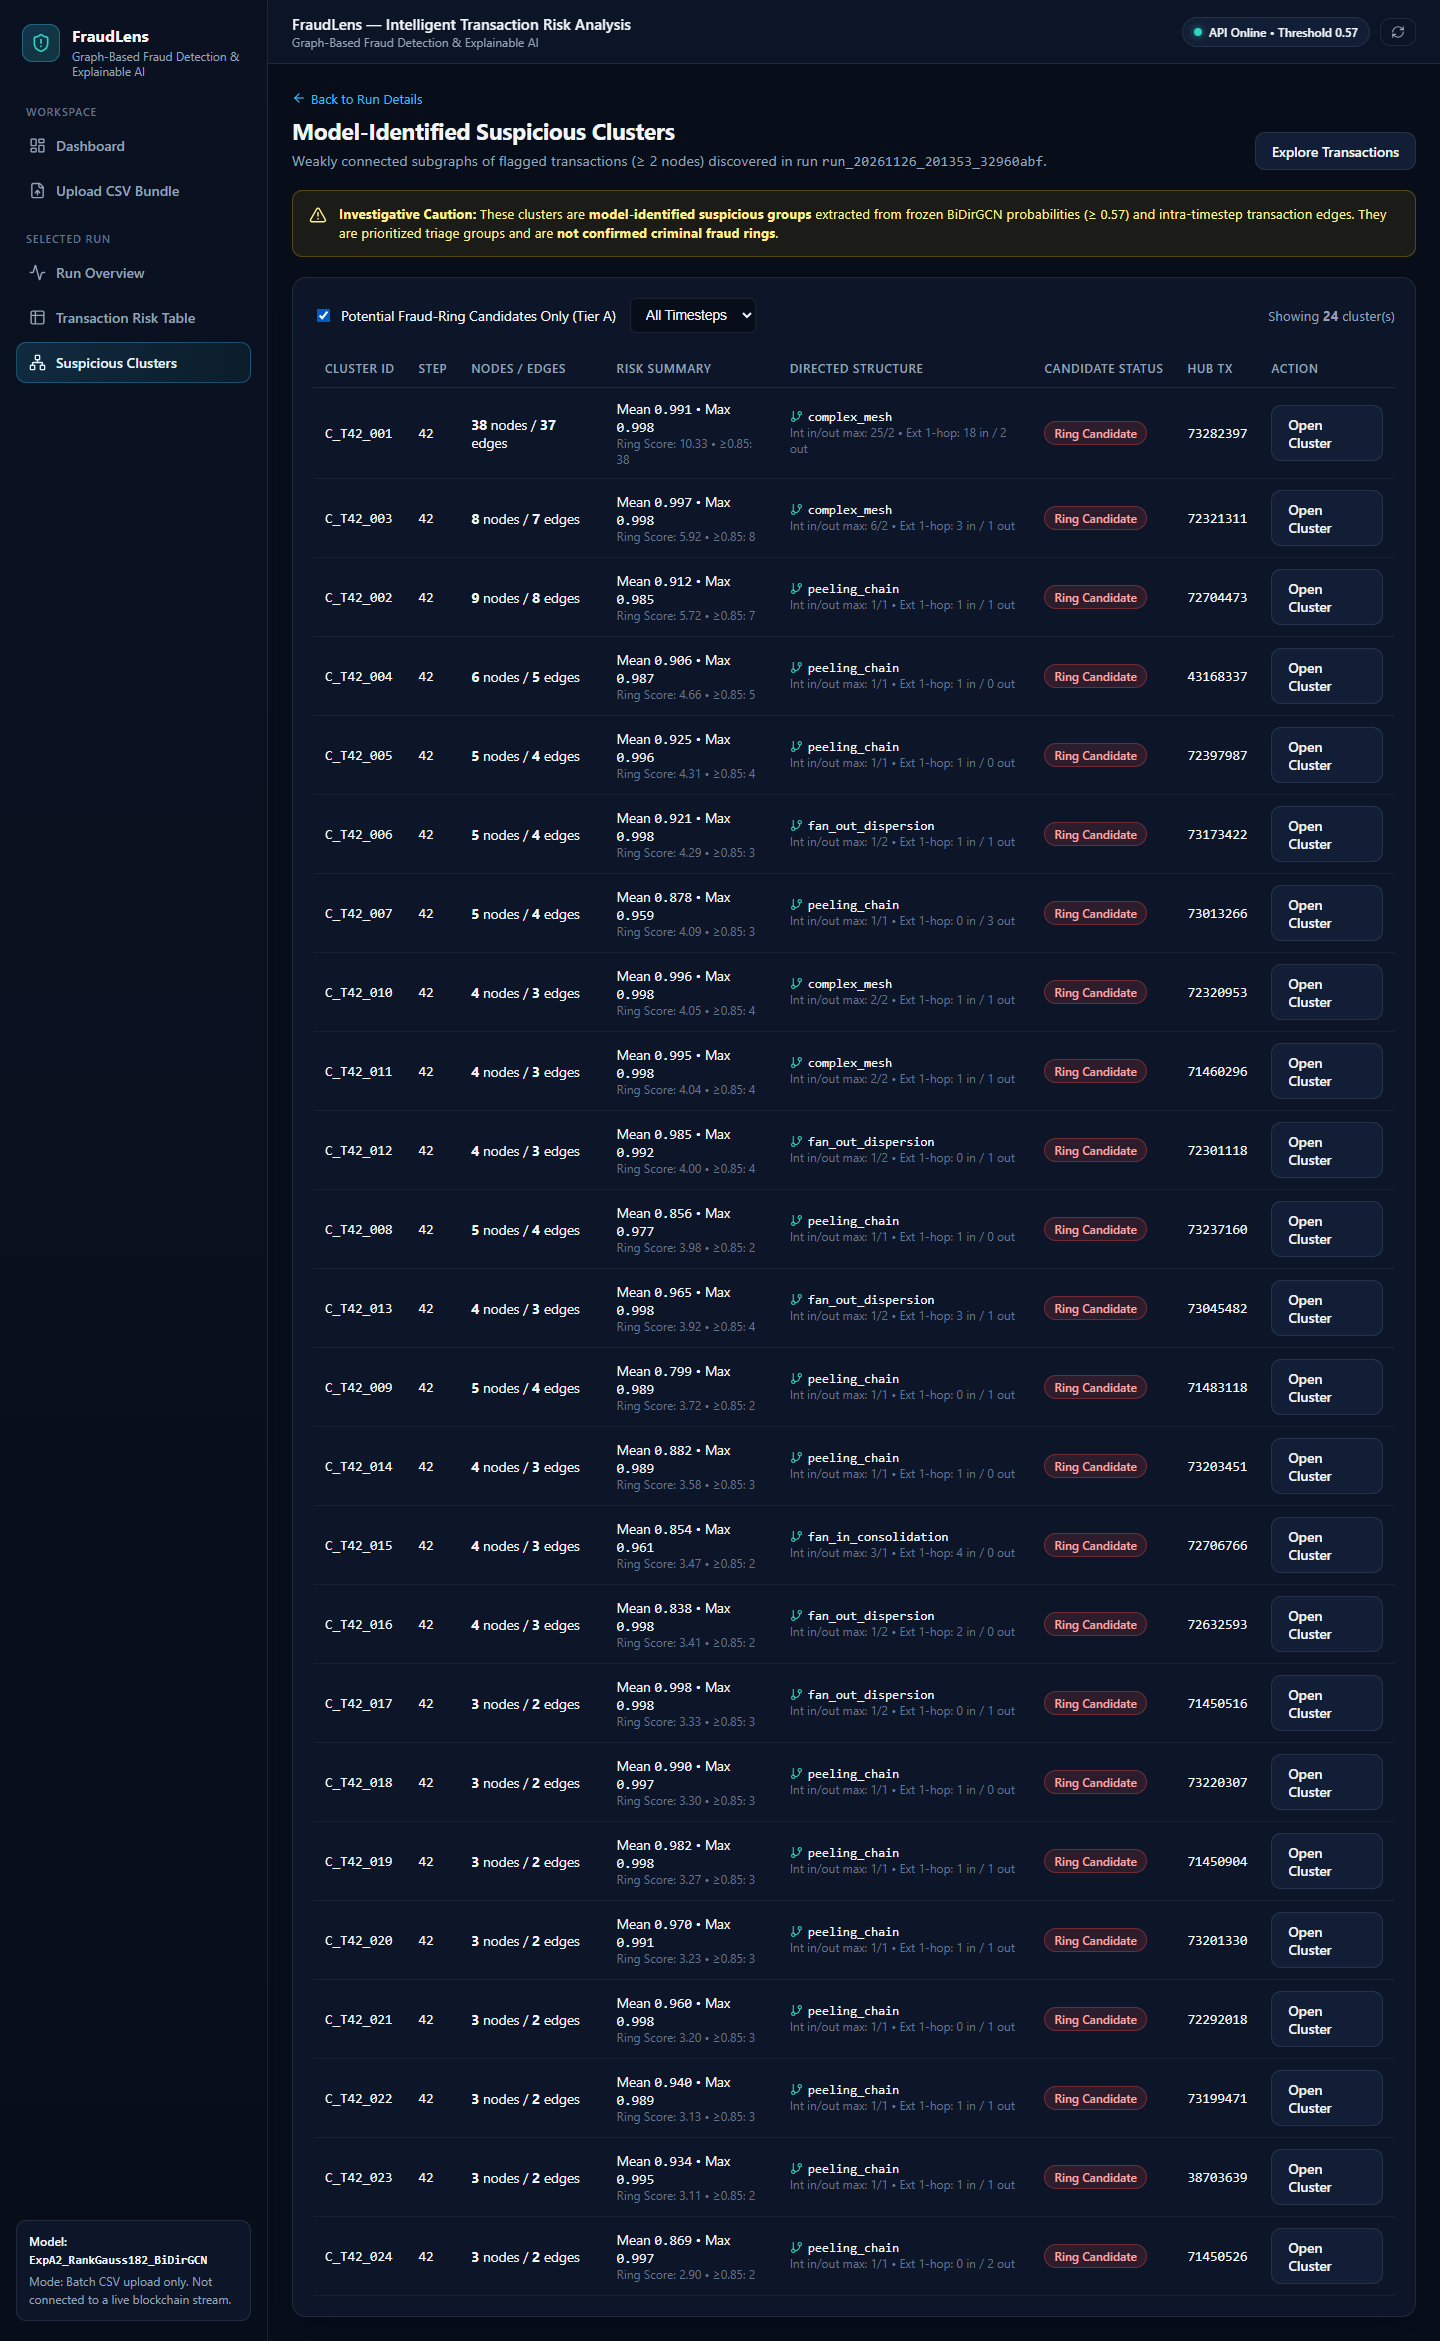 FraudLens
Graph-Based Fraud Detection &
Explainable AI
WORKSPACE
Dashboard
Upload CSV Bundle
SELECTED RUN
Run Overview
Transaction Risk Table
Suspicious Clusters
Model:
ExpA2_RankGauss182_BiDirGCN
Mode: Batch CSV upload only. Not
connected to a live blockchain stream.
FraudLens — Intelligent Transaction Risk Analysis
Graph-Based Fraud Detection & Explainable AI
API Online • Threshold 0.57
Back to Run Details
Model-Identified Suspicious Clusters
Weakly connected subgraphs of flagged transactions (≥ 2 nodes) discovered in run run_20261126_201353_32960abf.
Explore Transactions
Investigative Caution: These clusters are model-identified suspicious groups extracted from frozen BiDirGCN probabilities (≥ 0.57) and intra-timestep transaction edges. They
are prioritized triage groups and are not confirmed criminal fraud rings.
Potential Fraud-Ring Candidates Only (Tier A)
All Timesteps
Showing 24 cluster(s)
CLUSTER ID STEP NODES / EDGES RISK SUMMARY DIRECTED STRUCTURE CANDIDATE STATUS HUB TX ACTION
C_T42_001 42 38 nodes / 37 edges Mean 0.991 • Max 0.998 Ring Score: 10.33 • ≥0.85: 38 complex_mesh Int in/out max: 25/2 • Ext 1-hop: 18 in / 2 out Ring Candidate 73282397 Open Cluster
C_T42_003 42 8 nodes / 7 edges Mean 0.997 • Max 0.998 Ring Score: 5.92 • ≥0.85: 8 complex_mesh Int in/out max: 6/2 • Ext 1-hop: 3 in / 1 out Ring Candidate 72321311 Open Cluster
C_T42_002 42 9 nodes / 8 edges Mean 0.912 • Max 0.985 Ring Score: 5.72 • ≥0.85: 7 peeling_chain Int in/out max: 1/1 • Ext 1-hop: 1 in / 1 out Ring Candidate 72704473 Open Cluster
C_T42_004 42 6 nodes / 5 edges Mean 0.906 • Max 0.987 Ring Score: 4.66 • ≥0.85: 5 peeling_chain Int in/out max: 1/1 • Ext 1-hop: 1 in / 0 out Ring Candidate 43168337 Open Cluster
C_T42_005 42 5 nodes / 4 edges Mean 0.925 • Max 0.996 Ring Score: 4.31 • ≥0.85: 4 peeling_chain Int in/out max: 1/1 • Ext 1-hop: 1 in / 0 out Ring Candidate 72397987 Open Cluster
C_T42_006 42 5 nodes / 4 edges Mean 0.921 • Max 0.998 Ring Score: 4.29 • ≥0.85: 3 fan_out_dispersion Int in/out max: 1/2 • Ext 1-hop: 1 in / 1 out Ring Candidate 73173422 Open Cluster
C_T42_007 42 5 nodes / 4 edges Mean 0.878 • Max 0.959 Ring Score: 4.09 • ≥0.85: 3 peeling_chain Int in/out max: 1/1 • Ext 1-hop: 0 in / 3 out Ring Candidate 73013266 Open Cluster
C_T42_010 42 4 nodes / 3 edges Mean 0.996 • Max 0.998 Ring Score: 4.05 • ≥0.85: 4 complex_mesh Int in/out max: 2/2 • Ext 1-hop: 1 in / 1 out Ring Candidate 72320953 Open Cluster
C_T42_011 42 4 nodes / 3 edges Mean 0.995 • Max 0.998 Ring Score: 4.04 • ≥0.85: 4 complex_mesh Int in/out max: 2/2 • Ext 1-hop: 1 in / 1 out Ring Candidate 71460296 Open Cluster
C_T42_012 42 4 nodes / 3 edges Mean 0.985 • Max 0.992 Ring Score: 4.00 • ≥0.85: 4 fan_out_dispersion Int in/out max: 1/2 • Ext 1-hop: 0 in / 1 out Ring Candidate 72301118 Open Cluster
C_T42_008 42 5 nodes / 4 edges Mean 0.856 • Max 0.977 Ring Score: 3.98 • ≥0.85: 2 peeling_chain Int in/out max: 1/1 • Ext 1-hop: 1 in / 0 out Ring Candidate 73237160 Open Cluster
C_T42_013 42 4 nodes / 3 edges Mean 0.965 • Max 0.998 Ring Score: 3.92 • ≥0.85: 4 fan_out_dispersion Int in/out max: 1/2 • Ext 1-hop: 3 in / 1 out Ring Candidate 73045482 Open Cluster
C_T42_009 42 5 nodes / 4 edges Mean 0.799 • Max 0.989 Ring Score: 3.72 • ≥0.85: 2 peeling_chain Int in/out max: 1/1 • Ext 1-hop: 0 in / 1 out Ring Candidate 71483118 Open Cluster
C_T42_014 42 4 nodes / 3 edges Mean 0.882 • Max 0.989 Ring Score: 3.58 • ≥0.85: 3 peeling_chain Int in/out max: 1/1 • Ext 1-hop: 1 in / 0 out Ring Candidate 73203451 Open Cluster
C_T42_015 42 4 nodes / 3 edges Mean 0.854 • Max 0.961 Ring Score: 3.47 • ≥0.85: 2 fan_in_consolidation Int in/out max: 3/1 • Ext 1-hop: 4 in / 0 out Ring Candidate 72706766 Open Cluster
C_T42_016 42 4 nodes / 3 edges Mean 0.838 • Max 0.998 Ring Score: 3.41 • ≥0.85: 2 fan_out_dispersion Int in/out max: 1/2 • Ext 1-hop: 2 in / 0 out Ring Candidate 72632593 Open Cluster
C_T42_017 42 3 nodes / 2 edges Mean 0.998 • Max 0.998 Ring Score: 3.33 • ≥0.85: 3 fan_out_dispersion Int in/out max: 1/2 • Ext 1-hop: 0 in / 1 out Ring Candidate 71450516 Open Cluster
C_T42_018 42 3 nodes / 2 edges Mean 0.990 • Max 0.997 Ring Score: 3.30 • ≥0.85: 3 peeling_chain Int in/out max: 1/1 • Ext 1-hop: 1 in / 0 out Ring Candidate 73220307 Open Cluster
C_T42_019 42 3 nodes / 2 edges Mean 0.982 • Max 0.998 Ring Score: 3.27 • ≥0.85: 3 peeling_chain Int in/out max: 1/1 • Ext 1-hop: 1 in / 1 out Ring Candidate 71450904 Open Cluster
C_T42_020 42 3 nodes / 2 edges Mean 0.970 • Max 0.991 Ring Score: 3.23 • ≥0.85: 3 peeling_chain Int in/out max: 1/1 • Ext 1-hop: 1 in / 1 out Ring Candidate 73201330 Open Cluster
C_T42_021 42 3 nodes / 2 edges Mean 0.960 • Max 0.998 Ring Score: 3.20 • ≥0.85: 3 peeling_chain Int in/out max: 1/1 • Ext 1-hop: 0 in / 1 out Ring Candidate 72292018 Open Cluster
C_T42_022 42 3 nodes / 2 edges Mean 0.940 • Max 0.989 Ring Score: 3.13 • ≥0.85: 3 peeling_chain Int in/out max: 1/1 • Ext 1-hop: 1 in / 1 out Ring Candidate 73199471 Open Cluster
C_T42_023 42 3 nodes / 2 edges Mean 0.934 • Max 0.995 Ring Score: 3.11 • ≥0.85: 2 peeling_chain Int in/out max: 1/1 • Ext 1-hop: 1 in / 1 out Ring Candidate 38703639 Open Cluster
C_T42_024 42 3 nodes / 2 edges Mean 0.869 • Max 0.997 Ring Score: 2.90 • ≥0.85: 2 peeling_chain Int in/out max: 1/1 • Ext 1-hop: 0 in / 2 out Ring Candidate 71450526 Open Cluster